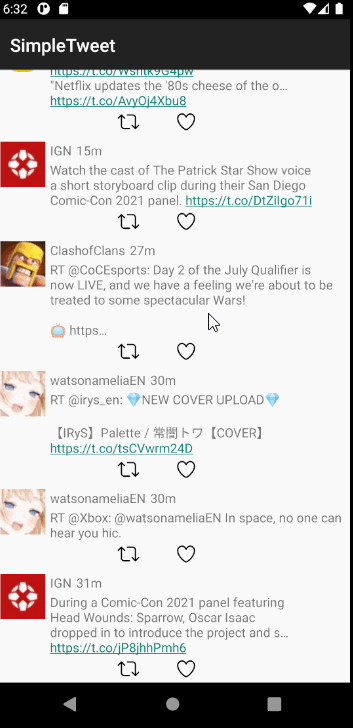 6:32
SimpleTweet
https://t.co/Wshtk9G4pw
"Netflix updates the '80s cheese of the o…
https://t.co/AvyOj4Xbu8
IGN 15m
Watch the cast of The Patrick Star Show voice
a short storyboard clip during their San Diego
Comic-Con 2021 panel. https://t.co/DtZiIgo71i
ClashofClans 27m
RT @CoCEsports: Day 2 of the July Qualifier is
now LIVE, and we have a feeling we're about to be
treated to some spectacular Wars!
https…
watsonameliaEN 30m
RT @irys_en: 💎NEW COVER UPLOAD💎
【IRyS】Palette / 常闇トワ【COVER】
https://t.co/tsCVwrm24D
watsonameliaEN 30m
RT @Xbox: @watsonameliaEN In space, no one can
hear you hic.
IGN 31m
During a Comic-Con 2021 panel featuring
Head Wounds: Sparrow, Oscar Isaac
dropped in to introduce the project and s…
https://t.co/jP8jhhPmh6